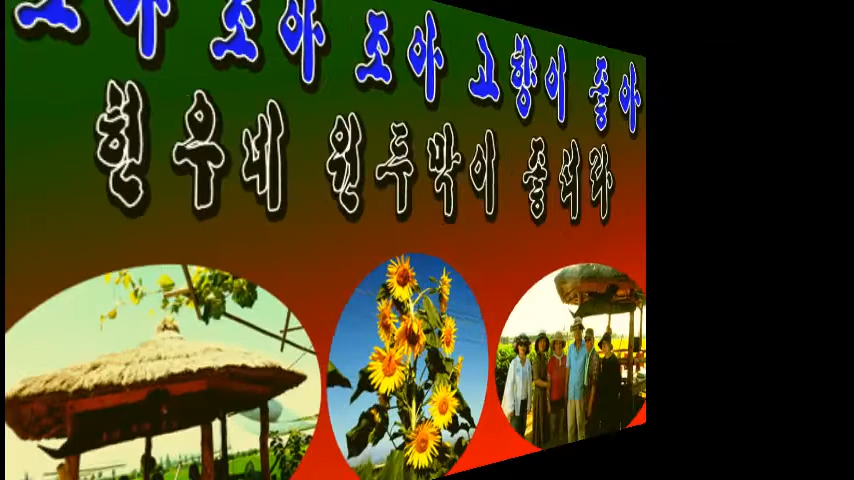 조아 조아 조아 고향이 좋아
현우네 원두막이 좋더라